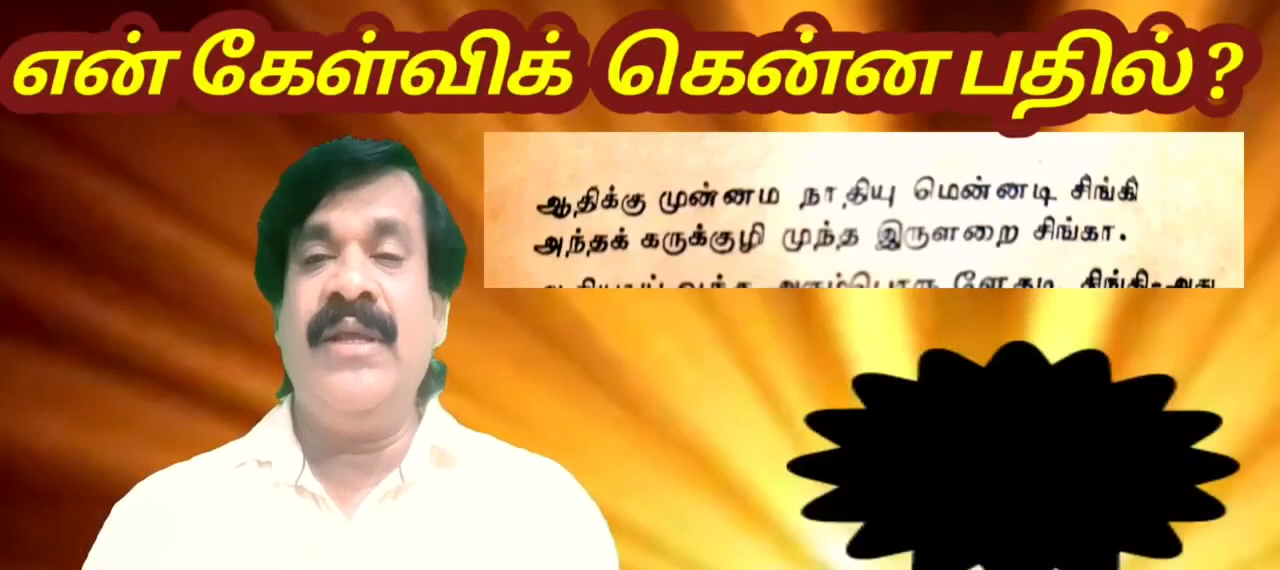 என் கேள்விக் கென்ன பதில்?
ஆதிக்கு முன்னம நாதியு மென்னடி சிங்கி
அந்தக் கருக்குழி முந்த இருளறை சிங்கா.